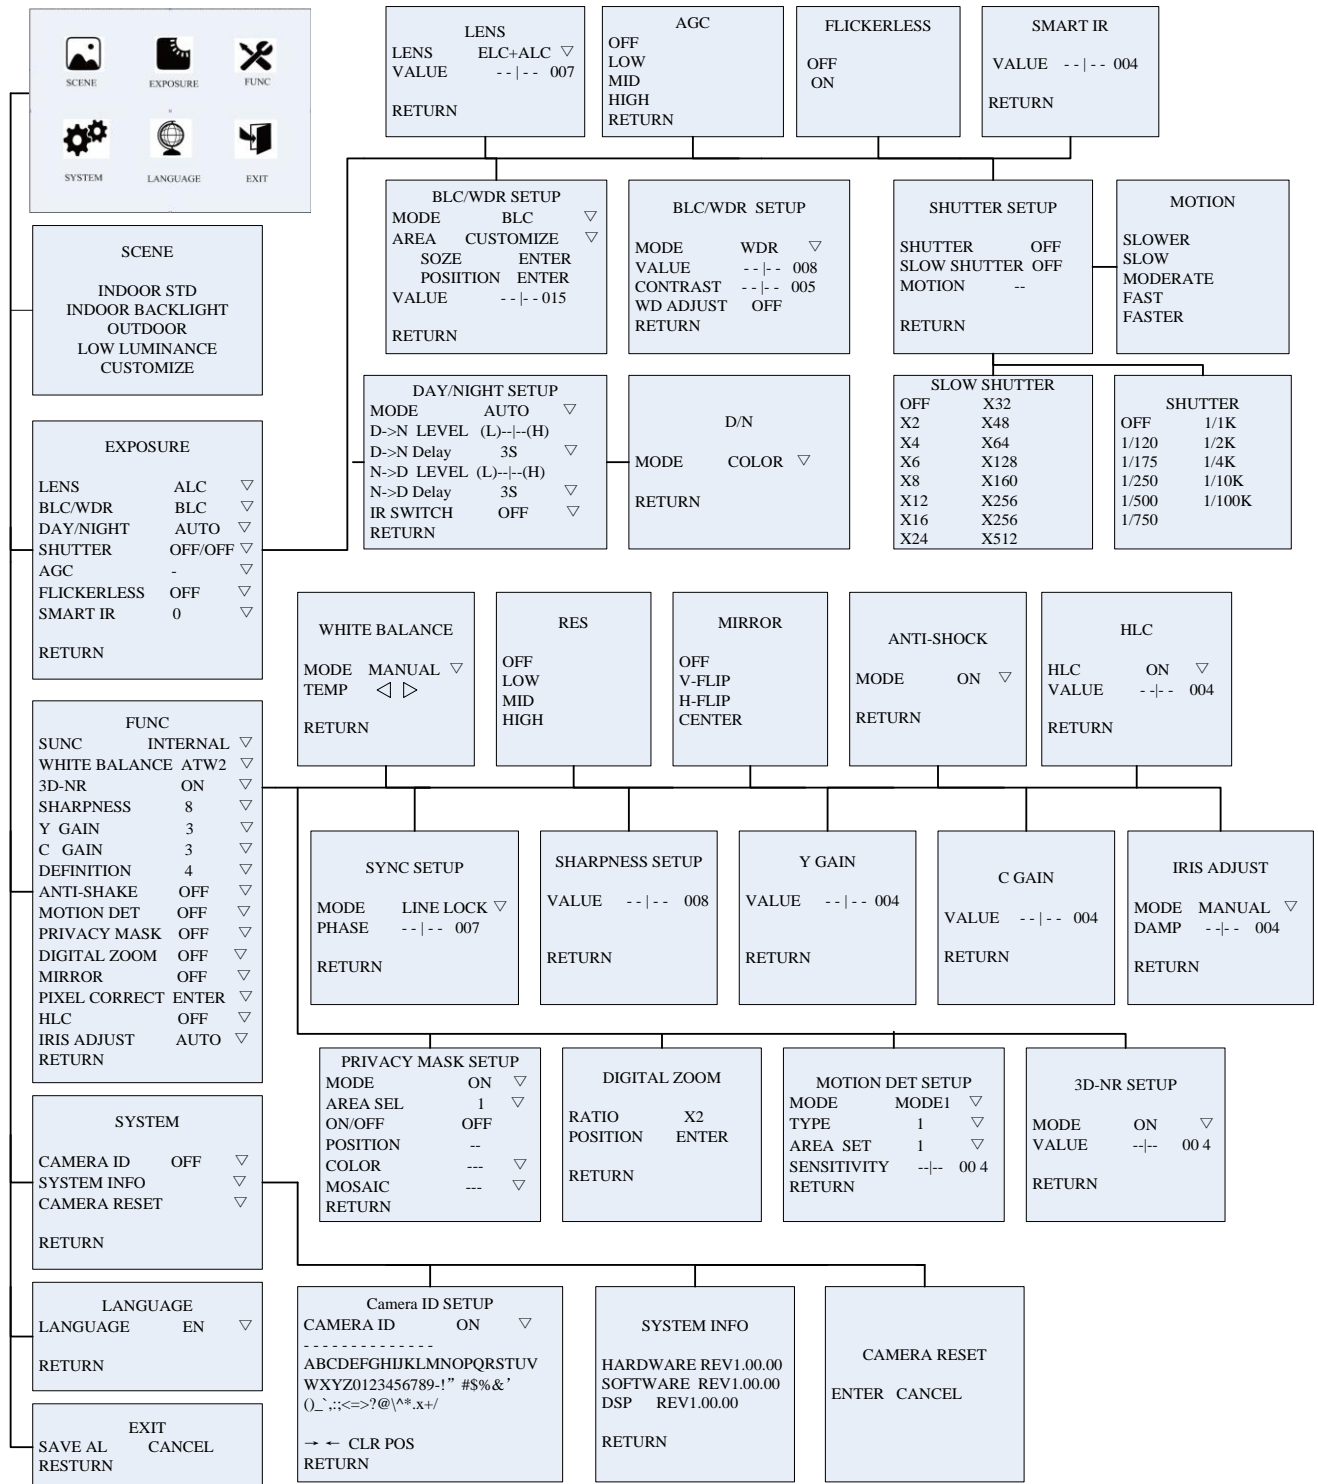 SCENE EXPOSURE FUNC
SYSTEM LANGUAGE EXIT
LENS
LENS ELC+ALC ▽
VALUE - - | - - 007
RETURN
AGC
OFF
LOW
MID
HIGH
RETURN
FLICKERLESS
OFF
ON
SMART IR
VALUE - - | - - 004
RETURN
BLC/WDR SETUP
MODE BLC ▽
AREA CUSTOMIZE ▽
SOZE ENTER
POSIITION ENTER
VALUE - - |- - 015
RETURN
BLC/WDR SETUP
MODE WDR ▽
VALUE - - |- - 008
CONTRAST - - |- - 005
WD ADJUST OFF
RETURN
SHUTTER SETUP
SHUTTER OFF
SLOW SHUTTER OFF
MOTION --
RETURN
MOTION
SLOWER
SLOW
MODERATE
FAST
FASTER
SCENE
INDOOR STD
INDOOR BACKLIGHT
OUTDOOR
LOW LUMINANCE
CUSTOMIZE
DAY/NIGHT SETUP
MODE AUTO ▽
D->N LEVEL (L)--|--(H)
D->N Delay 3S ▽
N->D LEVEL (L)--|--(H)
N->D Delay 3S ▽
IR SWITCH OFF ▽
RETURN
D/N
MODE COLOR ▽
RETURN
SLOW SHUTTER
OFF X32
X2 X48
X4 X64
X6 X128
X8 X160
X12 X256
X16 X256
X24 X512
SHUTTER
OFF 1/1K
1/120 1/2K
1/175 1/4K
1/250 1/10K
1/500 1/100K
1/750
EXPOSURE
LENS ALC ▽
BLC/WDR BLC ▽
DAY/NIGHT AUTO ▽
SHUTTER OFF/OFF ▽
AGC - ▽
FLICKERLESS OFF ▽
SMART IR 0 ▽
RETURN
WHITE BALANCE
MODE MANUAL ▽
TEMP ◁ ▷
RETURN
RES
OFF
LOW
MID
HIGH
MIRROR
OFF
V-FLIP
H-FLIP
CENTER
ANTI-SHOCK
MODE ON ▽
RETURN
HLC
HLC ON ▽
VALUE - -|- - 004
RETURN
FUNC
SUNC INTERNAL ▽
WHITE BALANCE ATW2 ▽
3D-NR ON ▽
SHARPNESS 8 ▽
Y GAIN 3 ▽
C GAIN 3 ▽
DEFINITION 4 ▽
ANTI-SHAKE OFF ▽
MOTION DET OFF ▽
PRIVACY MASK OFF ▽
DIGITAL ZOOM OFF ▽
MIRROR OFF ▽
PIXEL CORRECT ENTER ▽
HLC OFF ▽
IRIS ADJUST AUTO ▽
RETURN
SYNC SETUP
MODE LINE LOCK ▽
PHASE - - | - - 007
RETURN
SHARPNESS SETUP
VALUE - - | - - 008
RETURN
Y GAIN
VALUE - - | - - 004
RETURN
C GAIN
VALUE - - | - - 004
RETURN
IRIS ADJUST
MODE MANUAL ▽
DAMP - -|- - 004
RETURN
PRIVACY MASK SETUP
MODE ON ▽
AREA SEL 1 ▽
ON/OFF OFF
POSITION --
COLOR --- ▽
MOSAIC --- ▽
RETURN
DIGITAL ZOOM
RATIO X2
POSITION ENTER
RETURN
MOTION DET SETUP
MODE MODE1 ▽
TYPE 1 ▽
AREA SET 1 ▽
SENSITIVITY --|-- 00 4
RETURN
3D-NR SETUP
MODE ON ▽
VALUE --|-- 00 4
RETURN
SYSTEM
CAMERA ID OFF ▽
SYSTEM INFO ▽
CAMERA RESET ▽
RETURN
LANGUAGE
LANGUAGE EN ▽
RETURN
Camera ID SETUP
CAMERA ID ON ▽
- - - - - - - - - - - - - -
ABCDEFGHIJKLMNOPQRSTUV
WXYZ0123456789-!” #$%&’
()_`,:;<=>?@\^*.x+/
→ ← CLR POS
RETURN
SYSTEM INFO
HARDWARE REV1.00.00
SOFTWARE REV1.00.00
DSP REV1.00.00
RETURN
CAMERA RESET
ENTER CANCEL
EXIT
SAVE AL CANCEL
RESTURN